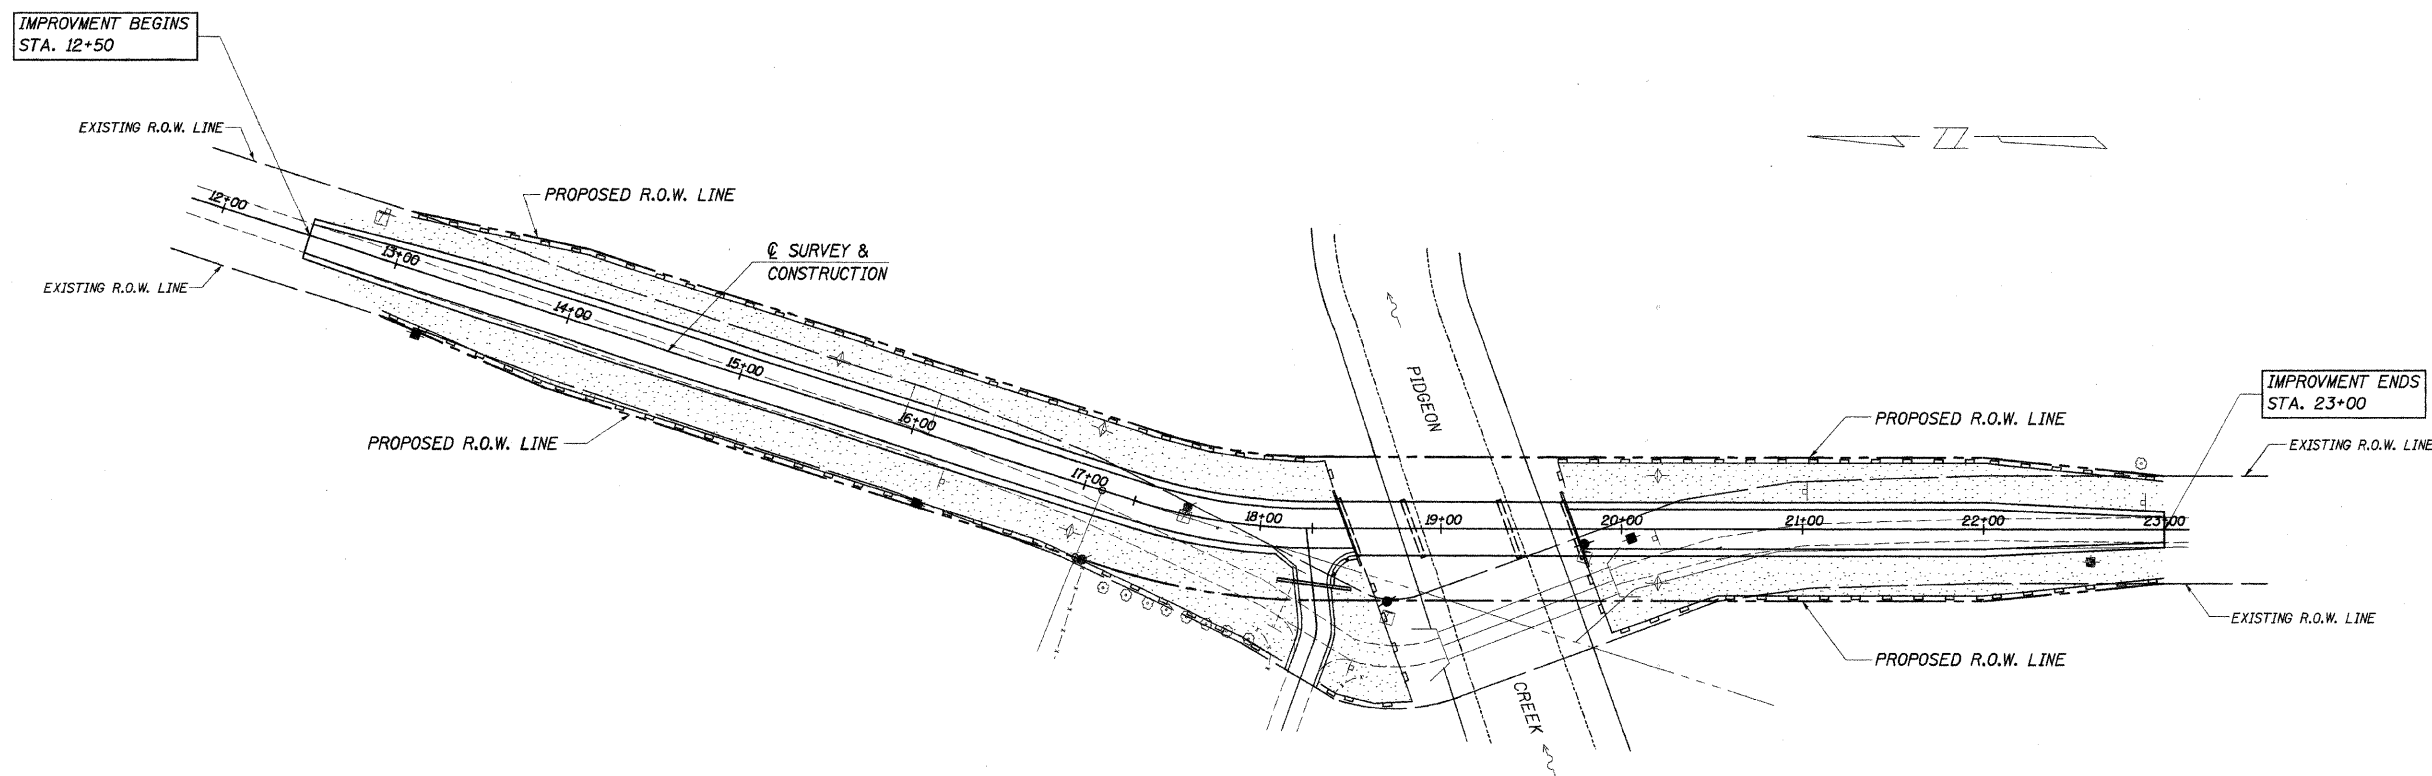 IMPROVMENT BEGINS
STA. 12+50
EXISTING R.O.W. LINE
PROPOSED R.O.W. LINE
12+00
EXISTING R.O.W. LINE
13+00
℄ SURVEY &
CONSTRUCTION
14+00
15+00
16+00
PROPOSED R.O.W. LINE
17+00
18+00
PIDGEON
CREEK
19+00
20+00
21+00
22+00
23+00
Z
IMPROVMENT ENDS
STA. 23+00
PROPOSED R.O.W. LINE
EXISTING R.O.W. LINE
EXISTING R.O.W. LINE
PROPOSED R.O.W. LINE